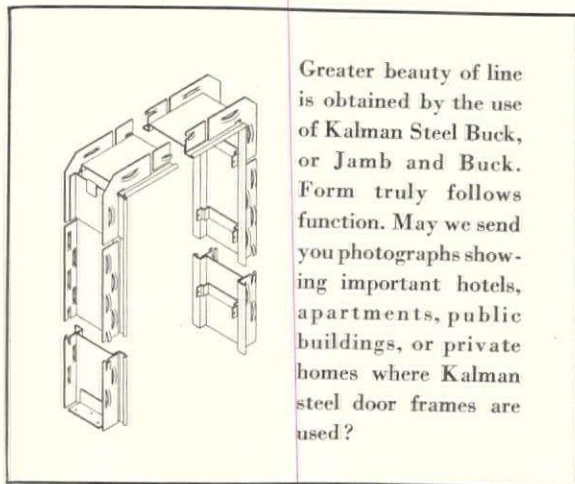 Greater beauty of line
is obtained by the use
of Kalman Steel Buck,
or Jamb and Buck.
Form truly follows
function. May we send
you photographs show-
ing important hotels,
apartments, public
buildings, or private
homes where Kalman
steel door frames are
used?